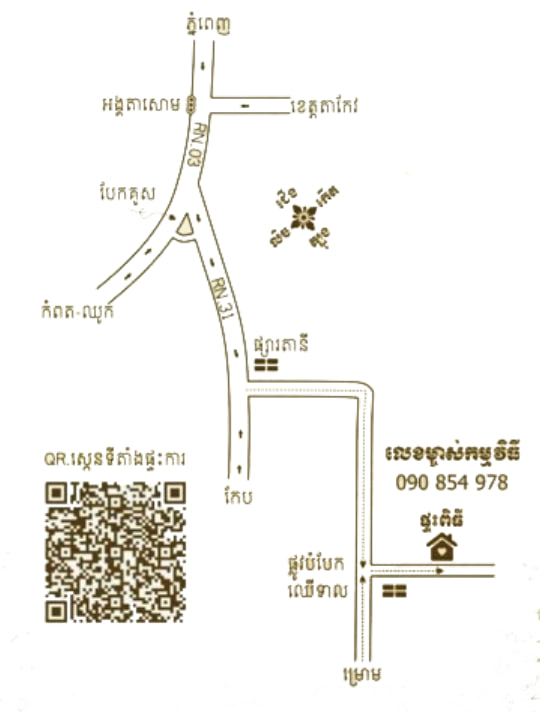 ភ្នំពេញ
អង្គតាសោម
ខេត្តតាកែវ
RN.03
បែកគូស
ជើង
កើត
លិច
ត្បូង
កំពត-ឈូក
RN.31
ផ្សារតានី
QR.ស្កេនទីតាំងផ្ទះការ
កែប
លេខម្ចាស់កម្មវិធី
090 854 978
ផ្ទះពិធី
ផ្លូវបំបែក
ឈើទាល
ម្រោម